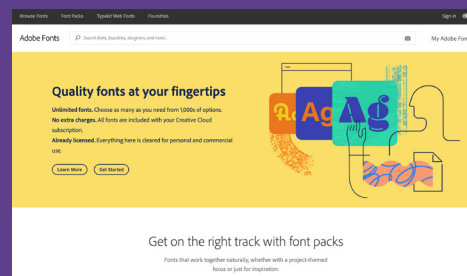 Browse Fonts Font Packs Typekit Web Fonts Foundries Sign in
Adobe Fonts Search fonts, foundries, designers, and more... My Adobe Fon
Quality fonts at your fingertips
Unlimited fonts. Choose as many as you need from 1,000s of options.
No extra charges. All fonts are included with your Creative Cloud
subscription.
Already licensed. Everything here is cleared for personal and commercial
use.
Learn More Get Started
Ag Ag Ag
Get on the right track with font packs
Fonts that work together naturally, whether with a project-themed
focus or just for inspiration.